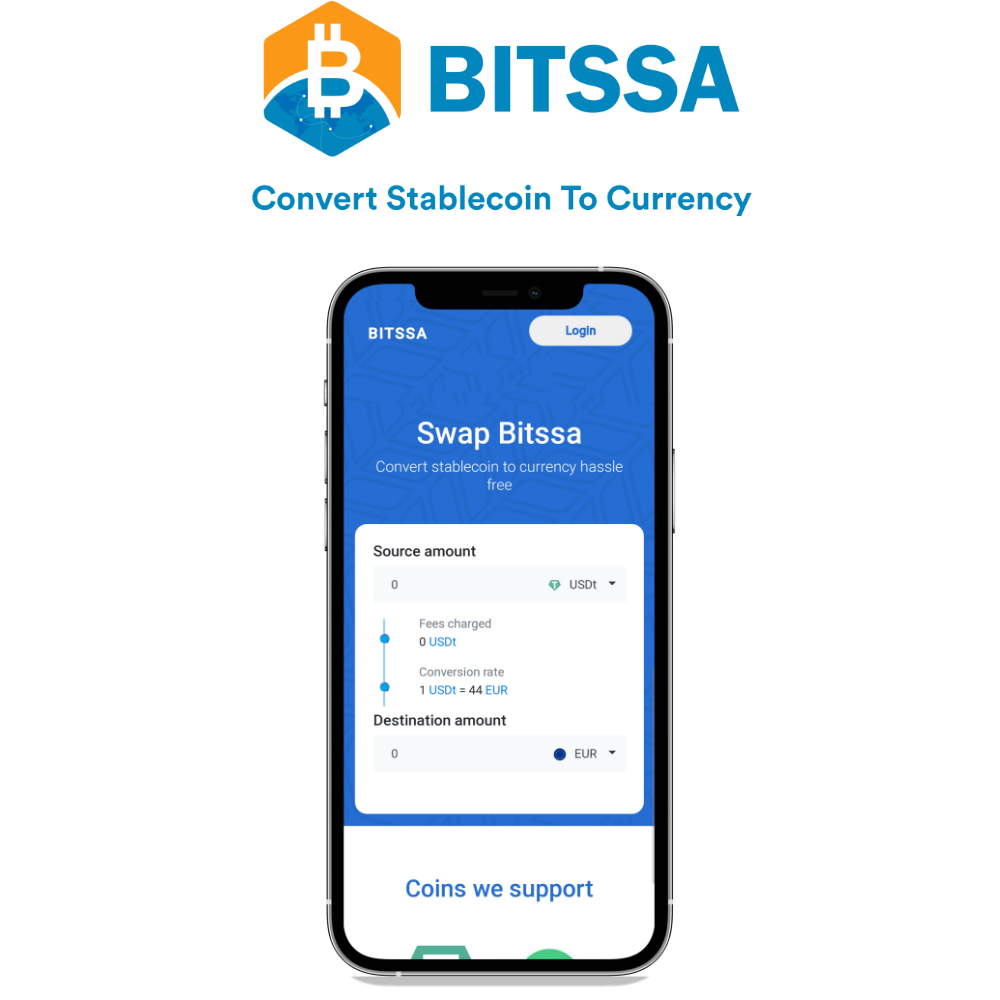 BITSSA
Convert Stablecoin To Currency
BITSSA
Login
Swap Bitssa
Convert stablecoin to currency hassle
free
Source amount
0 USDt
Fees charged
0 USDt
Conversion rate
1 USDt = 44 EUR
Destination amount
0 EUR
Coins we support